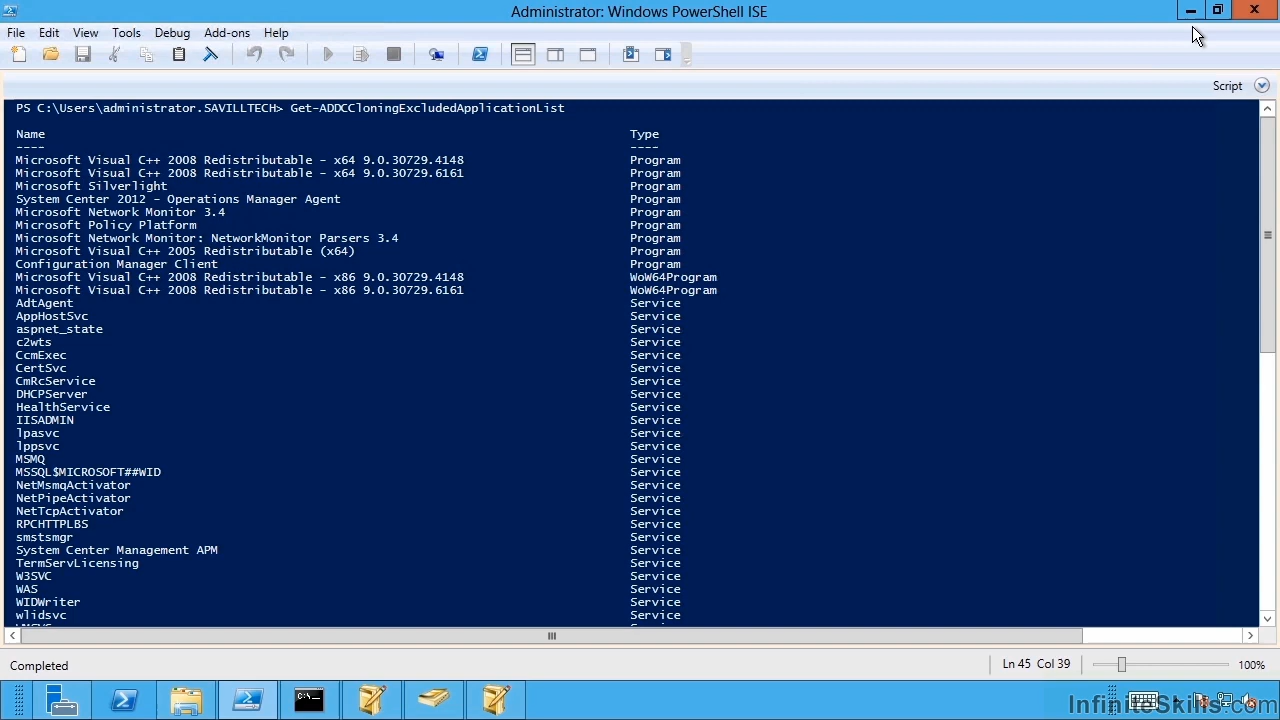 Administrator: Windows PowerShell ISE
File Edit View Tools Debug Add-ons Help
Script
PS C:\Users\administrator.SAVILLTECH> Get-ADDCCloningExcludedApplicationList
Name Type
---- ----
Microsoft Visual C++ 2008 Redistributable - x64 9.0.30729.4148 Program
Microsoft Visual C++ 2008 Redistributable - x64 9.0.30729.6161 Program
Microsoft Silverlight Program
System Center 2012 - Operations Manager Agent Program
Microsoft Network Monitor 3.4 Program
Microsoft Policy Platform Program
Microsoft Network Monitor: NetworkMonitor Parsers 3.4 Program
Microsoft Visual C++ 2005 Redistributable (x64) Program
Configuration Manager Client Program
Microsoft Visual C++ 2008 Redistributable - x86 9.0.30729.4148 WoW64Program
Microsoft Visual C++ 2008 Redistributable - x86 9.0.30729.6161 WoW64Program
AdtAgent Service
AppHostSvc Service
aspnet_state Service
c2wts Service
CcmExec Service
CertSvc Service
CmRcService Service
DHCPServer Service
HealthService Service
IISADMIN Service
lpasvc Service
lppsvc Service
MSMQ Service
MSSQL$MICROSOFT##WID Service
NetMsmqActivator Service
NetPipeActivator Service
NetTcpActivator Service
RPCHTTPLBS Service
smstsmgr Service
System Center Management APM Service
TermServLicensing Service
W3SVC Service
WAS Service
WIDWriter Service
wlidsvc Service
Completed Ln 45 Col 39 100%
InfiniteSkills.com